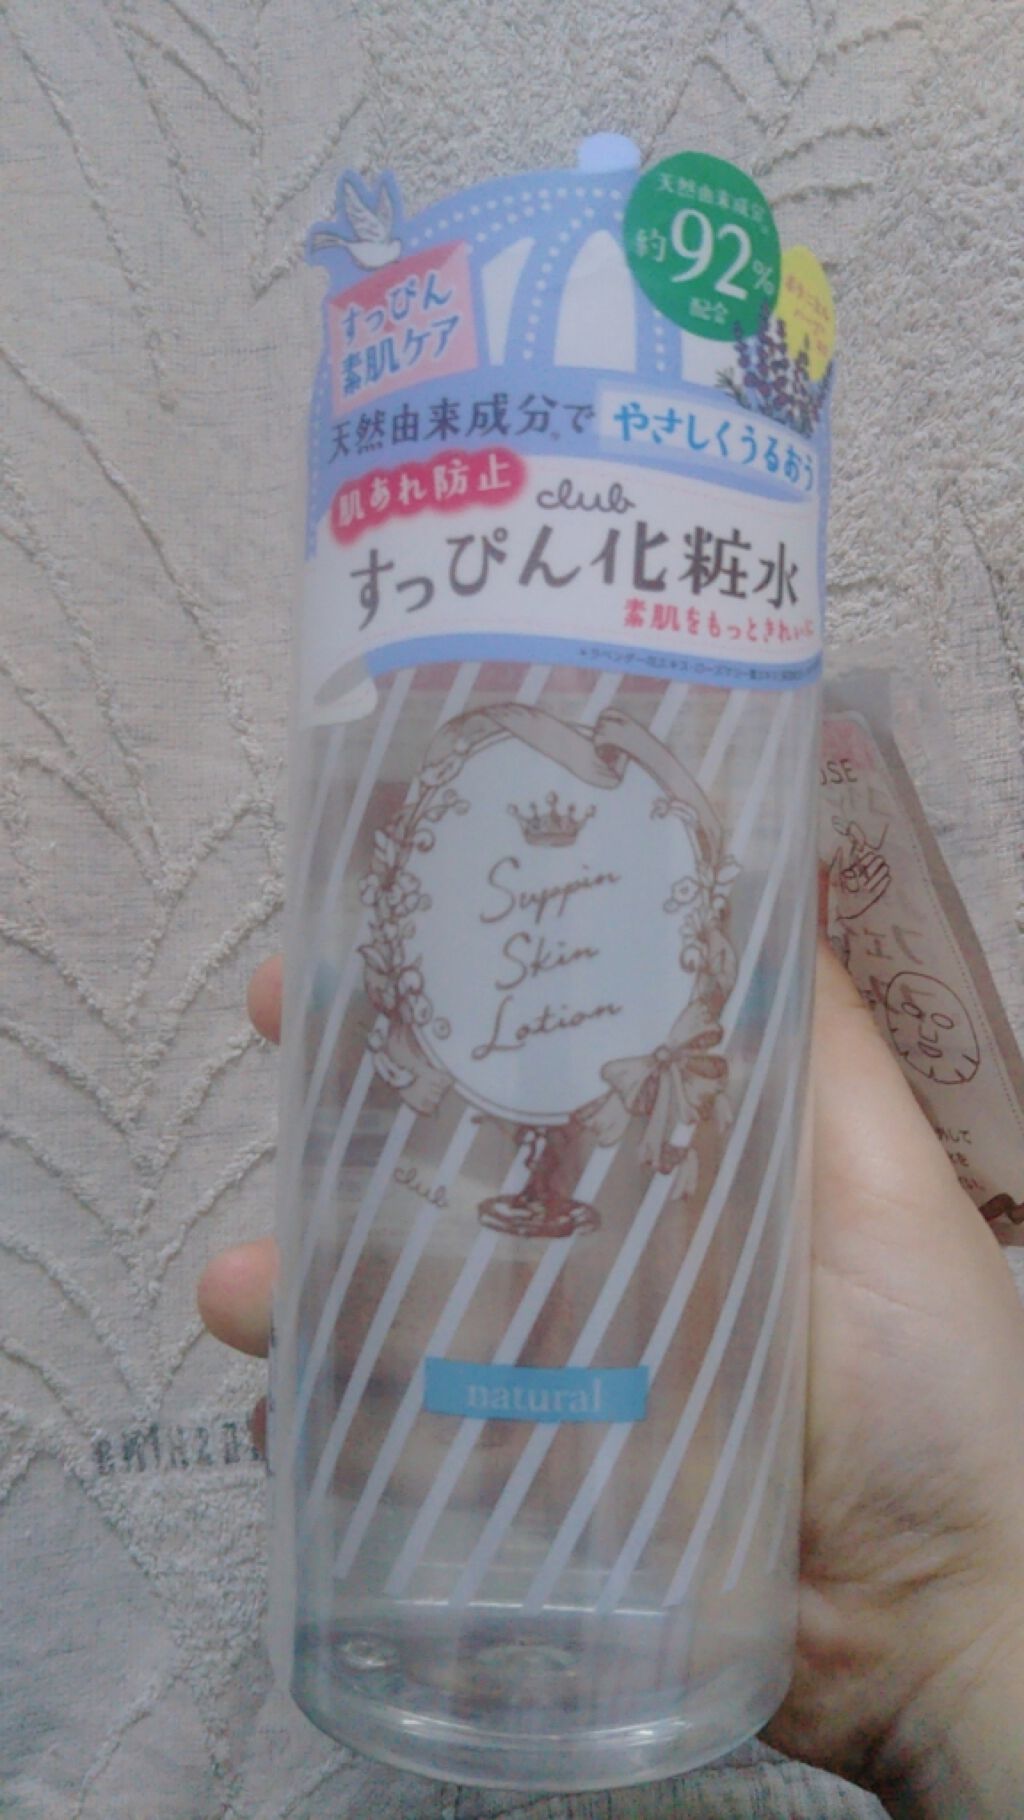 天然由来成分*
約92%
配合
すっぴん
素肌ケア
天然由来成分*で やさしくうるおう
肌あれ防止
club
すっぴん化粧水
素肌をもっときれいに
Suppin
Skin
Lotion
club
natural
OSE